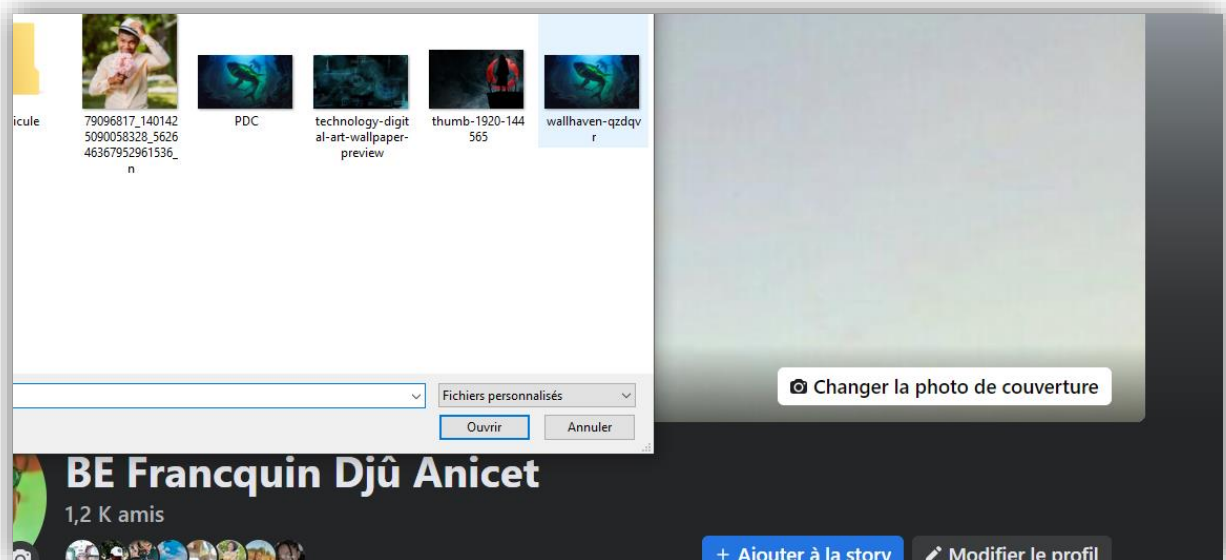 icule
79096817_140142
5090058328_5626
46367952961536_
n
PDC
technology-digit
al-art-wallpaper-
preview
thumb-1920-144
565
wallhaven-qzdqv
r
Fichiers personnalisés
Ouvrir
Annuler
Changer la photo de couverture
BE Francquin Djû Anicet
1,2 K amis
+ Ajouter à la story
Modifier le profil